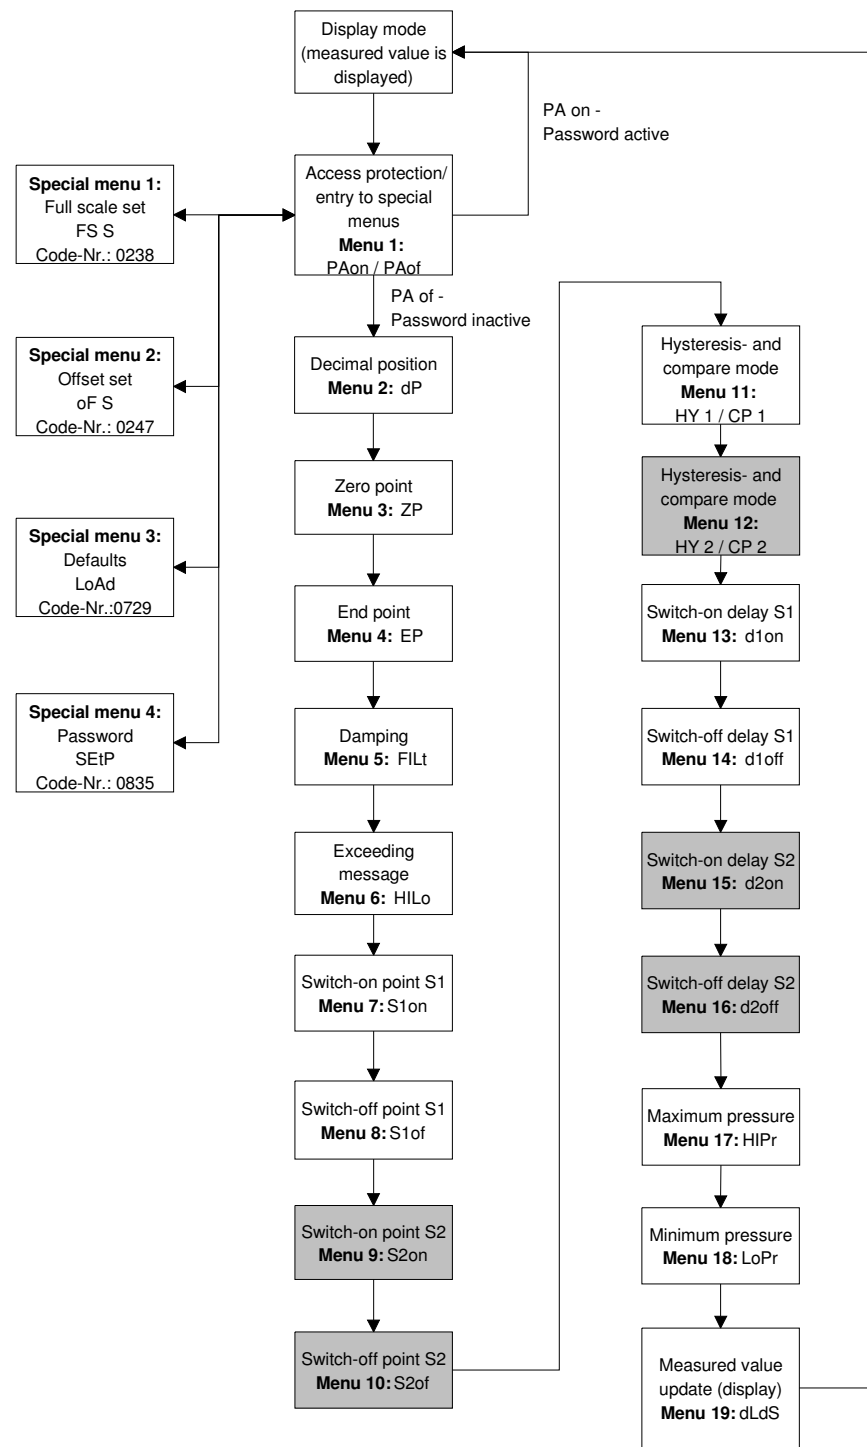 Display mode
(measured value is
displayed)
PA on -
Password active
Access protection/
entry to special
menus
Menu 1:
PAon / PAof
Special menu 1:
Full scale set
FS S
Code-Nr.: 0238
PA of -
Password inactive
Special menu 2:
Offset set
oF S
Code-Nr.: 0247
Special menu 3:
Defaults
LoAd
Code-Nr.:0729
Special menu 4:
Password
SEtP
Code-Nr.: 0835
Decimal position
Menu 2: dP
Zero point
Menu 3: ZP
End point
Menu 4: EP
Damping
Menu 5: FILt
Exceeding
message
Menu 6: HILo
Switch-on point S1
Menu 7: S1on
Switch-off point S1
Menu 8: S1of
Switch-on point S2
Menu 9: S2on
Switch-off point S2
Menu 10: S2of
Hysteresis- and
compare mode
Menu 11:
HY 1 / CP 1
Hysteresis- and
compare mode
Menu 12:
HY 2 / CP 2
Switch-on delay S1
Menu 13: d1on
Switch-off delay S1
Menu 14: d1off
Switch-on delay S2
Menu 15: d2on
Switch-off delay S2
Menu 16: d2off
Maximum pressure
Menu 17: HIPr
Minimum pressure
Menu 18: LoPr
Measured value
update (display)
Menu 19: dLdS